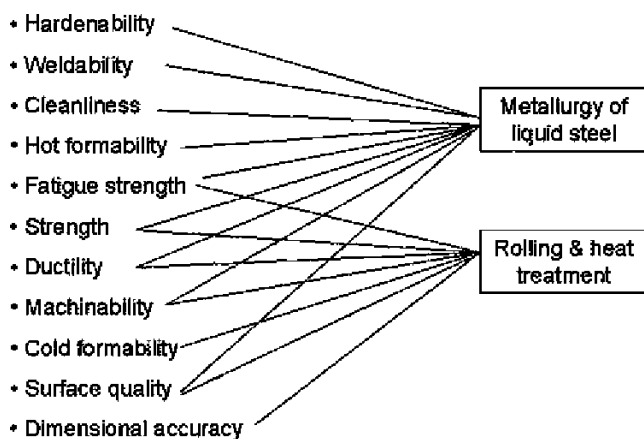 • Hardenability
• Weldability
• Cleanliness
• Hot formability
• Fatigue strength
• Strength
• Ductility
• Machinability
• Cold formability
• Surface quality
• Dimensional accuracy
Metallurgy of
liquid steel
Rolling & heat
treatment